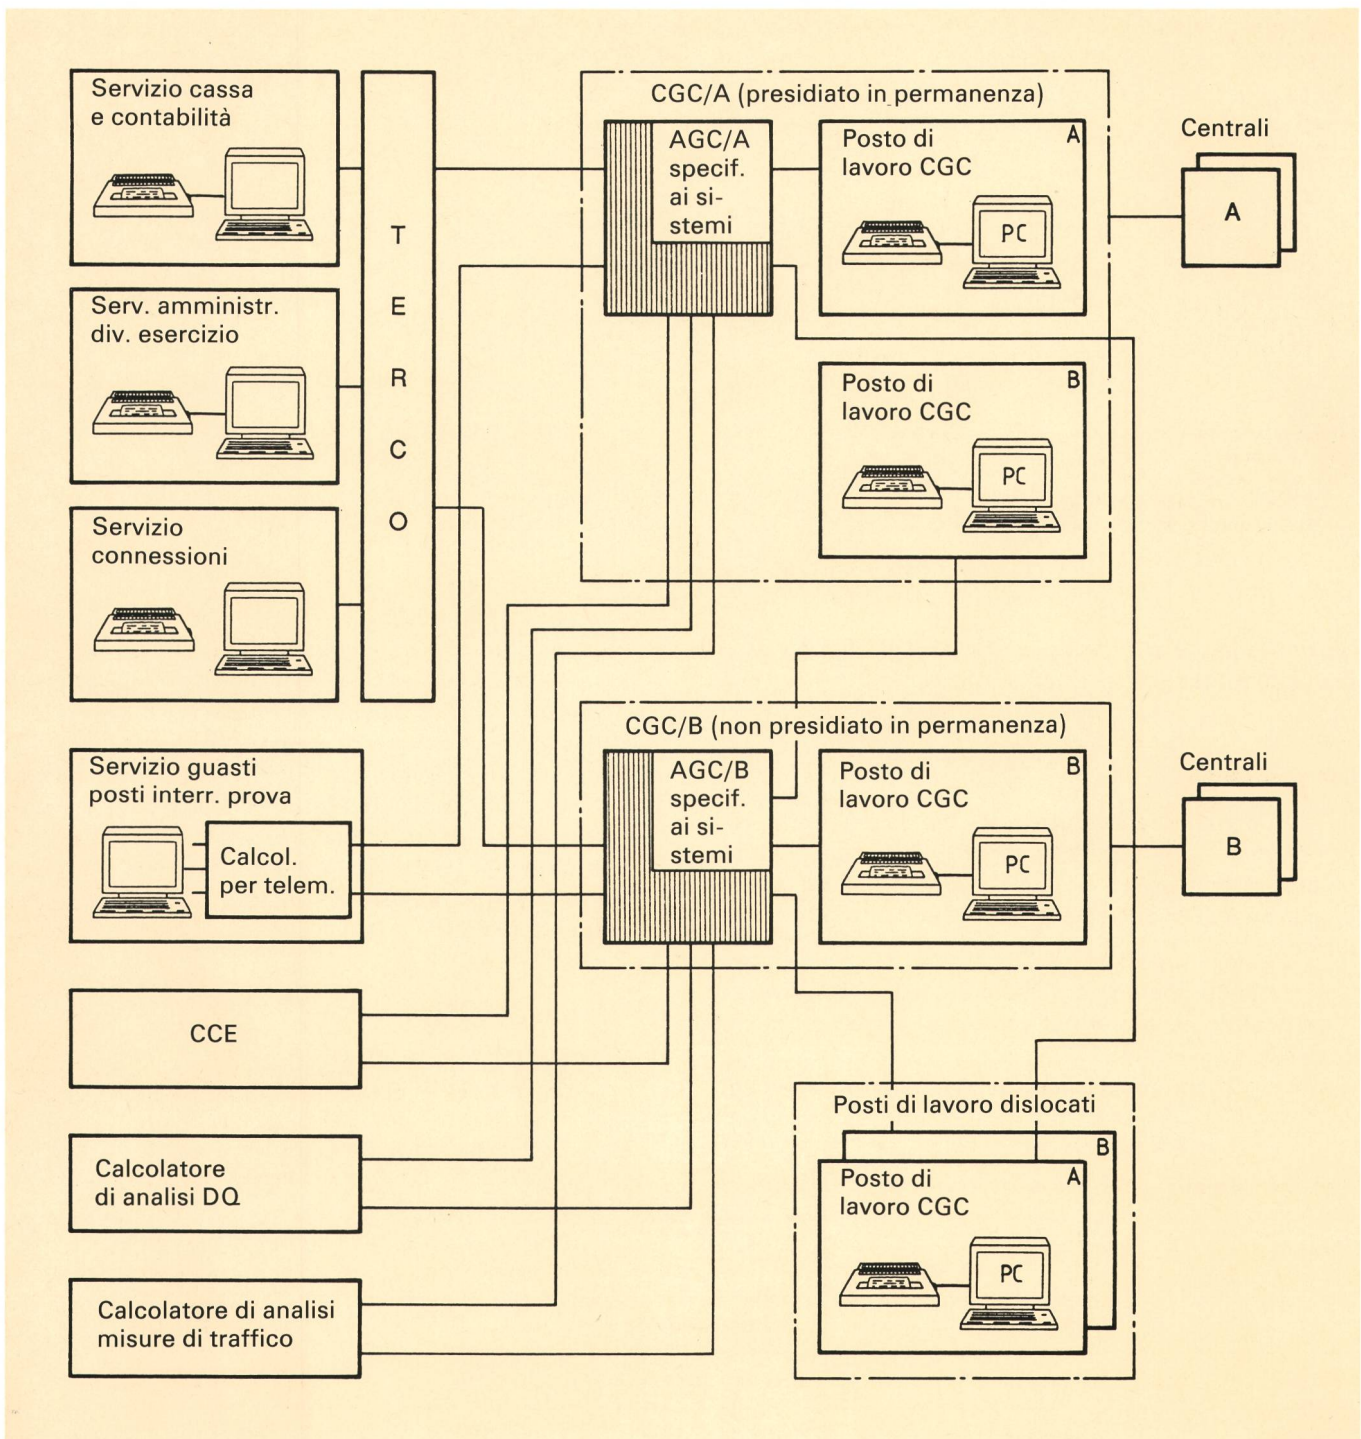 Servizio cassa
e contabilità
Serv. amministr.
div. esercizio
Servizio
connessioni
T
E
R
C
O
CGC/A (presidiato in permanenza)
AGC/A
specif.
ai si-
stemi
Posto di
lavoro CGC
A
PC
Posto di
lavoro CGC
B
PC
Centrali
A
Servizio guasti
posti interr. prova
Calcol.
per telem.
CGC/B (non presidiato in permanenza)
AGC/B
specif.
ai si-
stemi
Posto di
lavoro CGC
B
PC
Centrali
B
CCE
Calcolatore
di analisi DQ
Calcolatore di analisi
misure di traffico
Posti di lavoro dislocati
B
Posto di
lavoro CGC
A
PC